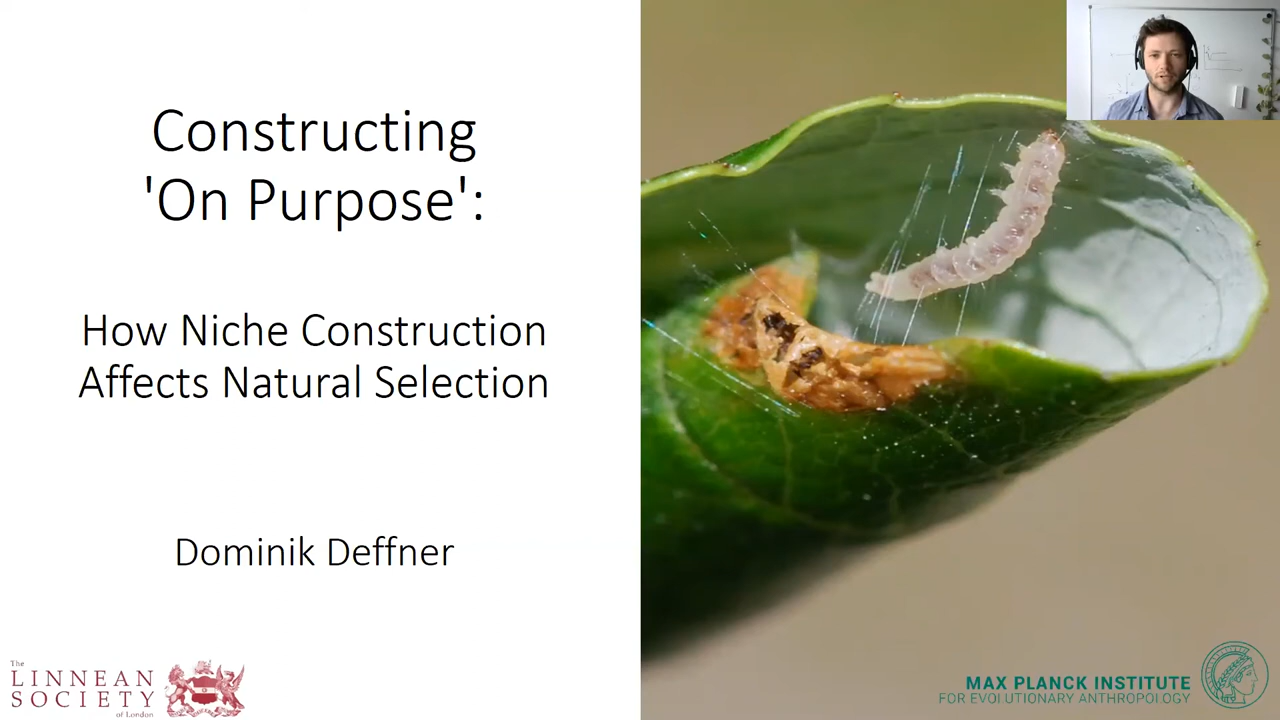 Constructing
'On Purpose':
How Niche Construction
Affects Natural Selection
Dominik Deffner
The
LINNEAN
SOCIETY
of London
MAX PLANCK INSTITUTE
FOR EVOLUTIONARY ANTHROPOLOGY